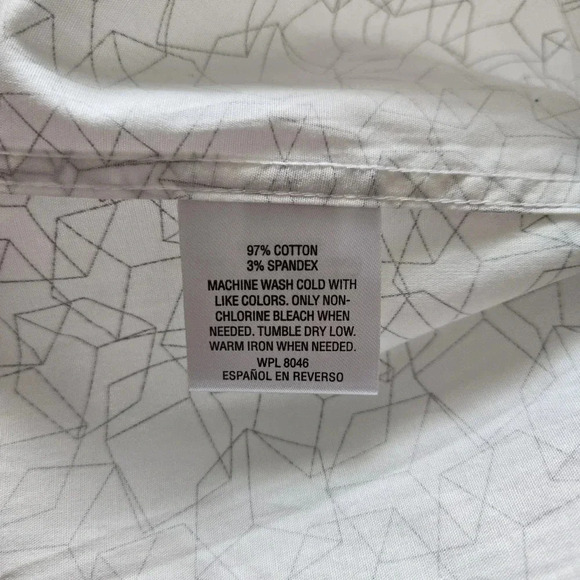 97% COTTON
3% SPANDEX
MACHINE WASH COLD WITH
LIKE COLORS. ONLY NON-
CHLORINE BLEACH WHEN
NEEDED. TUMBLE DRY LOW.
WARM IRON WHEN NEEDED.
WPL 8046
ESPAÑOL EN REVERSO